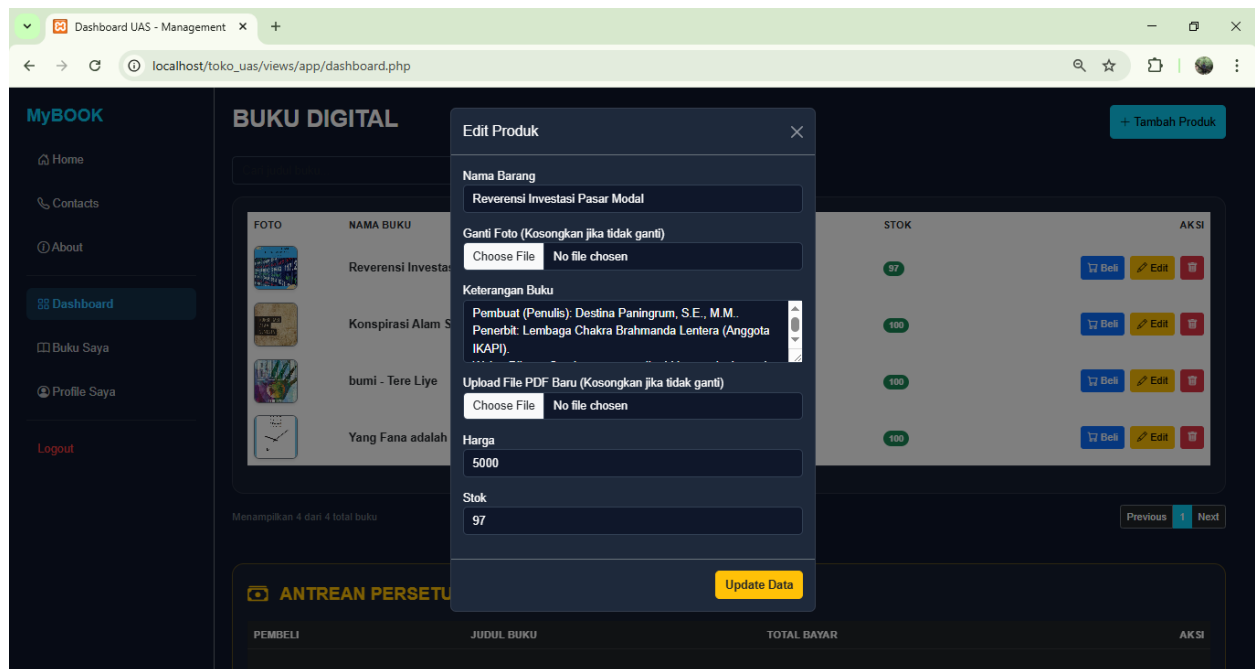 Dashboard UAS - Management
localhost/toko_uas/views/app/dashboard.php
MyBOOK
Home
Contacts
About
Dashboard
Buku Saya
Profile Saya
Logout
BUKU DIGITAL
+ Tambah Produk
FOTO NAMA BUKU STOK AKSI
Reverensi Investas 97 Beli Edit
Konspirasi Alam S 100 Beli Edit
bumi - Tere Liye 100 Beli Edit
Yang Fana adalah 100 Beli Edit
Menampilkan 4 dari 4 total buku
Previous 1 Next
ANTREAN PERSETU
PEMBELI JUDUL BUKU TOTAL BAYAR AKSI
Edit Produk
Nama Barang
Reverensi Investasi Pasar Modal
Ganti Foto (Kosongkan jika tidak ganti)
Choose File No file chosen
Keterangan Buku
Pembuat (Penulis): Destina Paningrum, S.E., M.M..
Penerbit: Lembaga Chakra Brahmanda Lentera (Anggota
IKAPI).
Upload File PDF Baru (Kosongkan jika tidak ganti)
Choose File No file chosen
Harga
5000
Stok
97
Update Data